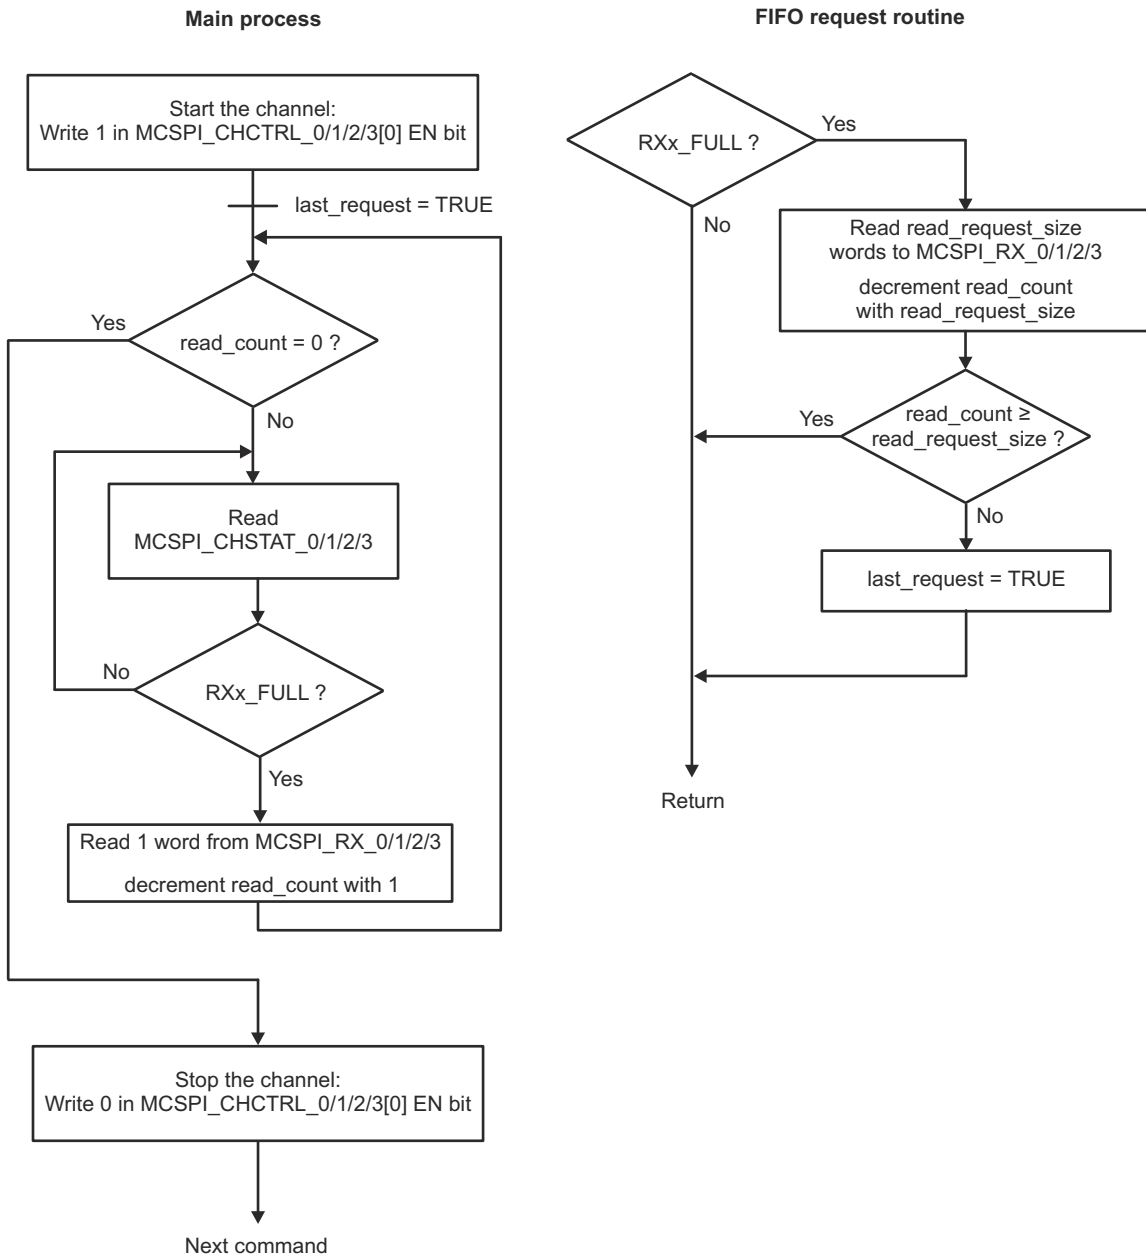 Main process
Start the channel:
Write 1 in MCSPI_CHCTRL_0/1/2/3[0] EN bit
last_request = TRUE
Yes
read_count = 0 ?
No
Read
MCSPI_CHSTAT_0/1/2/3
No
RXx_FULL ?
Yes
Read 1 word from MCSPI_RX_0/1/2/3
decrement read_count with 1
Stop the channel:
Write 0 in MCSPI_CHCTRL_0/1/2/3[0] EN bit
Next command
FIFO request routine
Yes
RXx_FULL ?
No
Read read_request_size
words to MCSPI_RX_0/1/2/3
decrement read_count
with read_request_size
Yes
read_count ≥
read_request_size ?
No
last_request = TRUE
Return